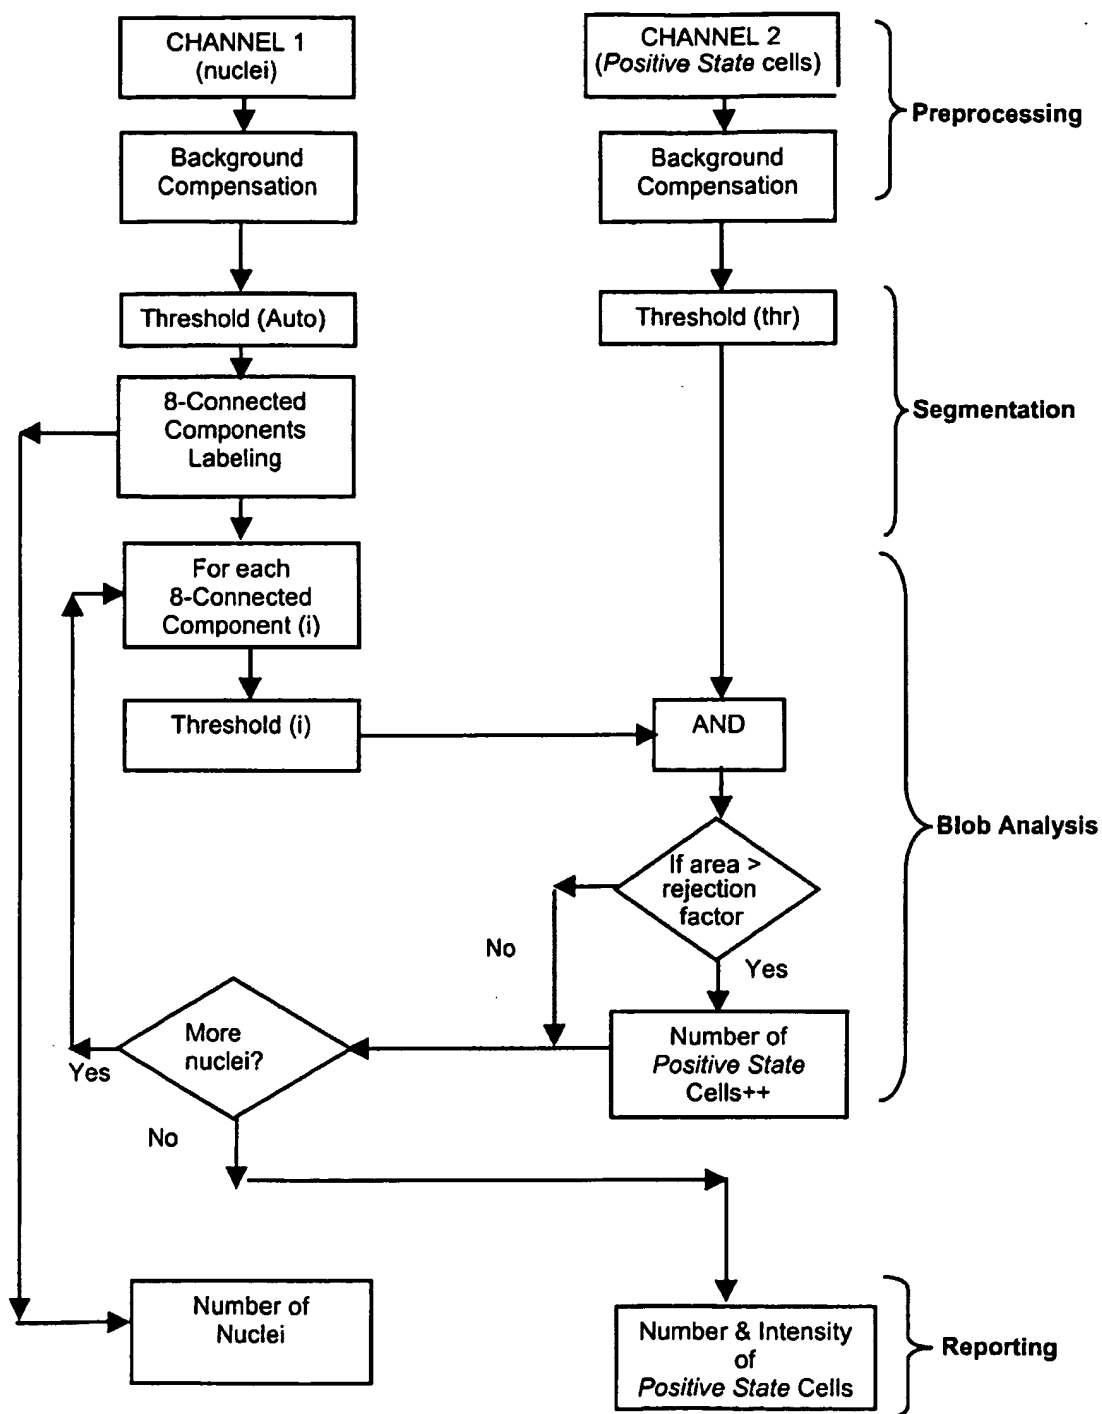 CHANNEL 1
(nuclei)
CHANNEL 2
(Positive State cells)
Preprocessing
Background
Compensation
Background
Compensation
Threshold (Auto)
Threshold (thr)
8-Connected
Components
Labeling
Segmentation
For each
8-Connected
Component (i)
Threshold (i)
AND
Blob Analysis
If area >
rejection
factor
No
Yes
More
nuclei?
Number of
Positive State
Cells++
Yes
No
Number of
Nuclei
Number & Intensity
of
Positive State Cells
Reporting